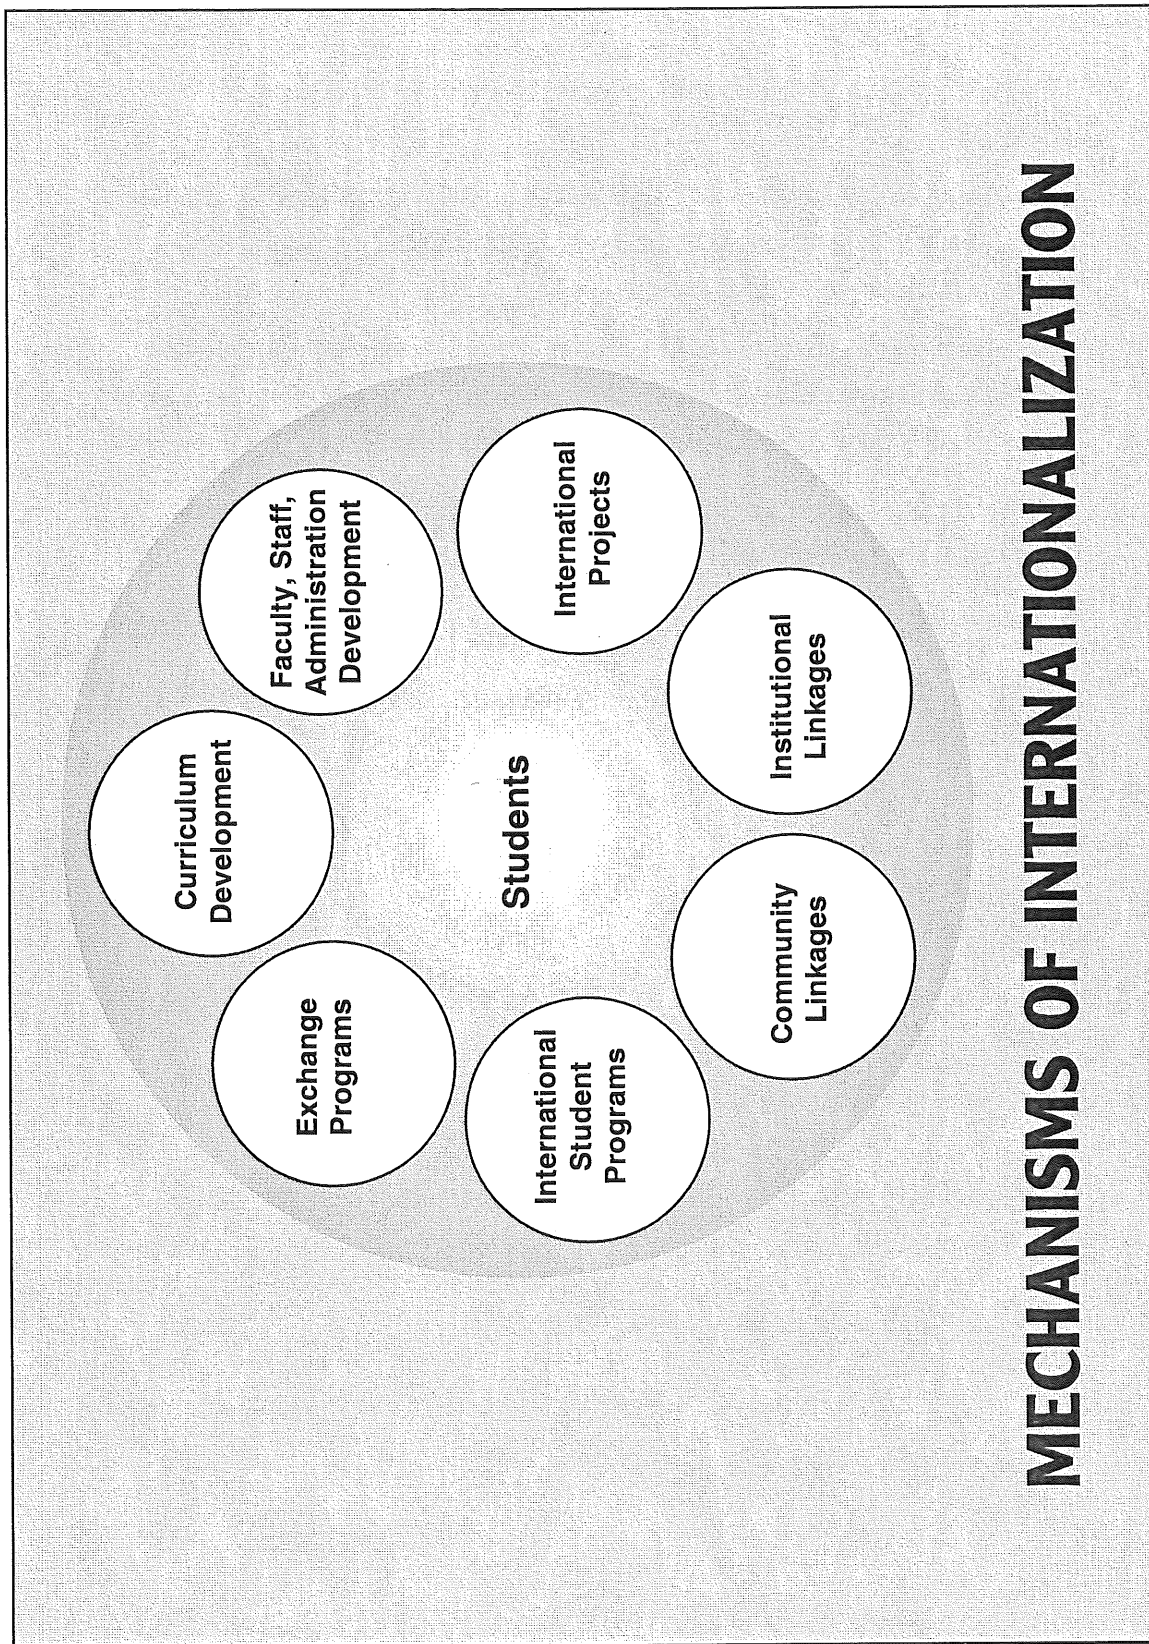 Curriculum
Development
Faculty, Staff,
Administration
Development
International
Projects
Institutional
Linkages
Community
Linkages
International
Student
Programs
Exchange
Programs
Students
MECHANISMS OF INTERNATIONALIZATION